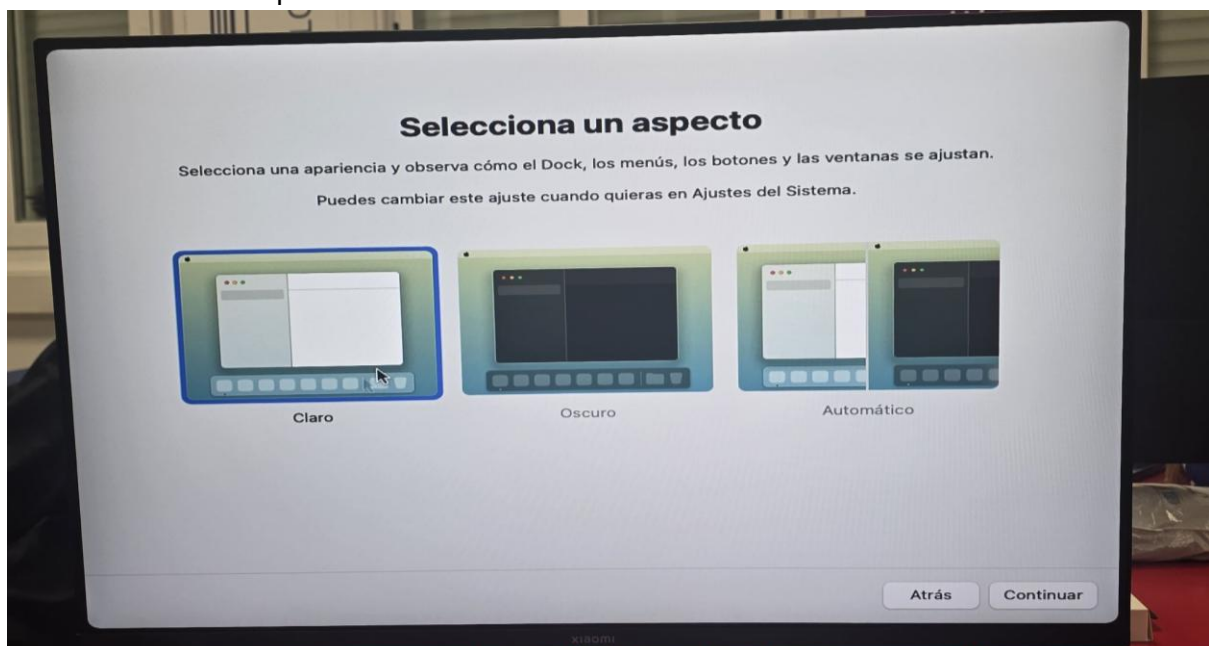 Selecciona un aspecto
Selecciona una apariencia y observa cómo el Dock, los menús, los botones y las ventanas se ajustan.
Puedes cambiar este ajuste cuando quieras en Ajustes del Sistema.
Claro
Oscuro
Automático
Atrás
Continuar
xiaomi